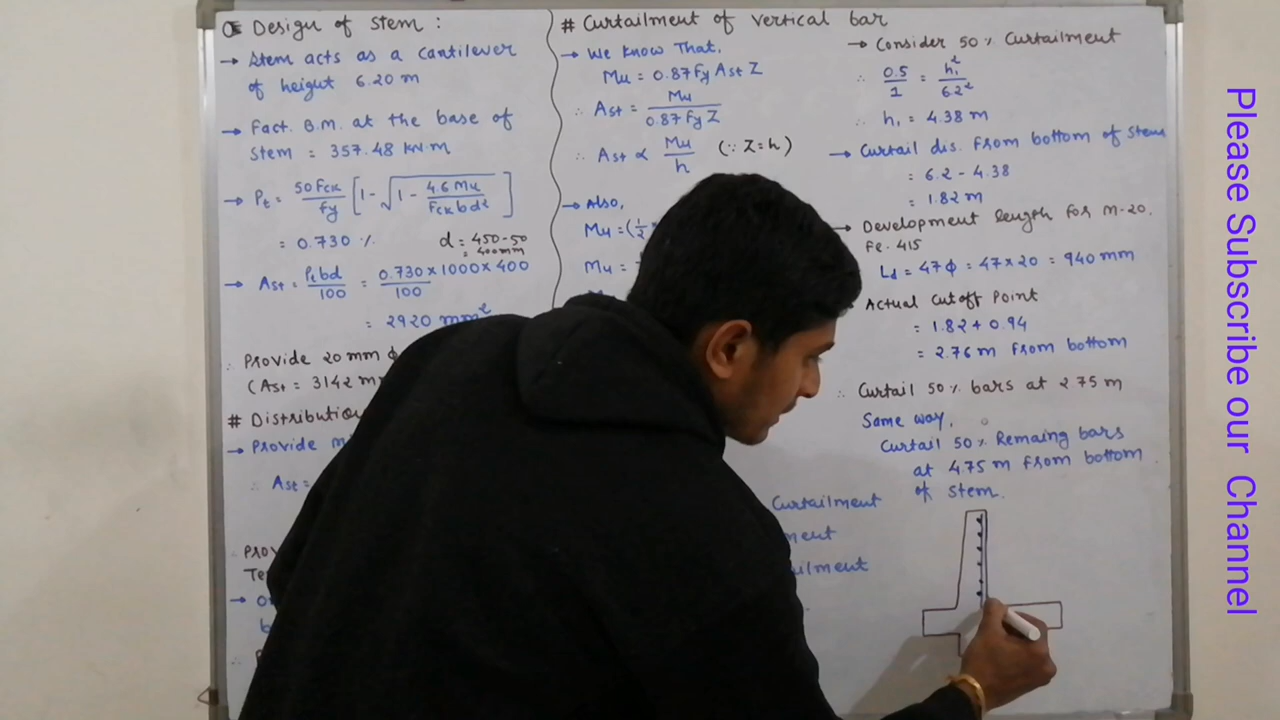 Design of Stem :
→ Stem acts as a cantilever
of height 6.20 m
→ Fact. B.M. at the base of
Stem = 357.48 kN.m
→ Pt = 50 Fck / Fy [1 - √(1 - 4.6 Mu / Fck bd²)]
= 0.730 %
d = 450-50
= 400mm
→ Ast = Pt bd / 100 = 0.730 x 1000 x 400 / 100
= 2920 mm²
∴ Provide 20 mm ϕ
(Ast = 3142 m
# Distribution
→ Provide m
∴ Ast =
Prov
Te
→
# Curtailment of vertical bar
→ We know That,
Mu = 0.87 Fy Ast Z
∴ Ast = Mu / 0.87 Fy Z
∴ Ast ∝ Mu / h (∵ Z = h)
→ Also,
Mu = (1/2
Mu =
Curtailment
ment
ailment
→ Consider 50 % Curtailment
∴ 0.5 / 1 = h₁² / 6.2²
∴ h₁ = 4.38 m
→ Curtail dis. From bottom of Stem
= 6.2 - 4.38
= 1.82 m
→ Development length for M-20,
Fe-415
Ld = 47 ϕ = 47 x 20 = 940 mm
Actual Cutoff Point
= 1.82 + 0.94
= 2.76 m From bottom
∴ Curtail 50 % bars at 2.75 m
Same way,
Curtail 50 % Remaing bars
at 4.75 m From bottom
of Stem.
Please Subscribe our Channel